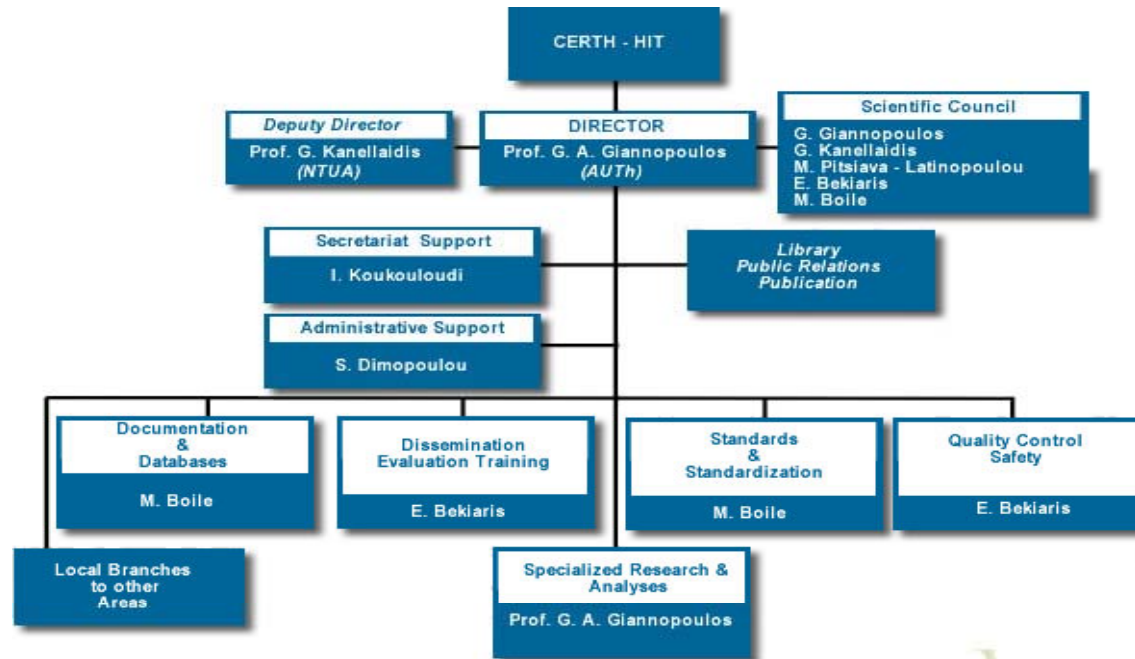 CERTH - HIT
Deputy Director
Prof. G. Kanellaidis
(NTUA)
DIRECTOR
Prof. G. A. Giannopoulos
(AUTh)
Scientific Council
G. Giannopoulos
G. Kanellaidis
M. Pitsiava - Latinopoulou
E. Bekiaris
M. Boile
Secretariat Support
I. Koukouloudi
Library
Public Relations
Publication
Administrative Support
S. Dimopoulou
Documentation
&
Databases
M. Boile
Dissemination
Evaluation Training
E. Bekiaris
Standards
&
Standardization
M. Boile
Quality Control
Safety
E. Bekiaris
Local Branches
to other
Areas
Specialized Research &
Analyses
Prof. G. A. Giannopoulos